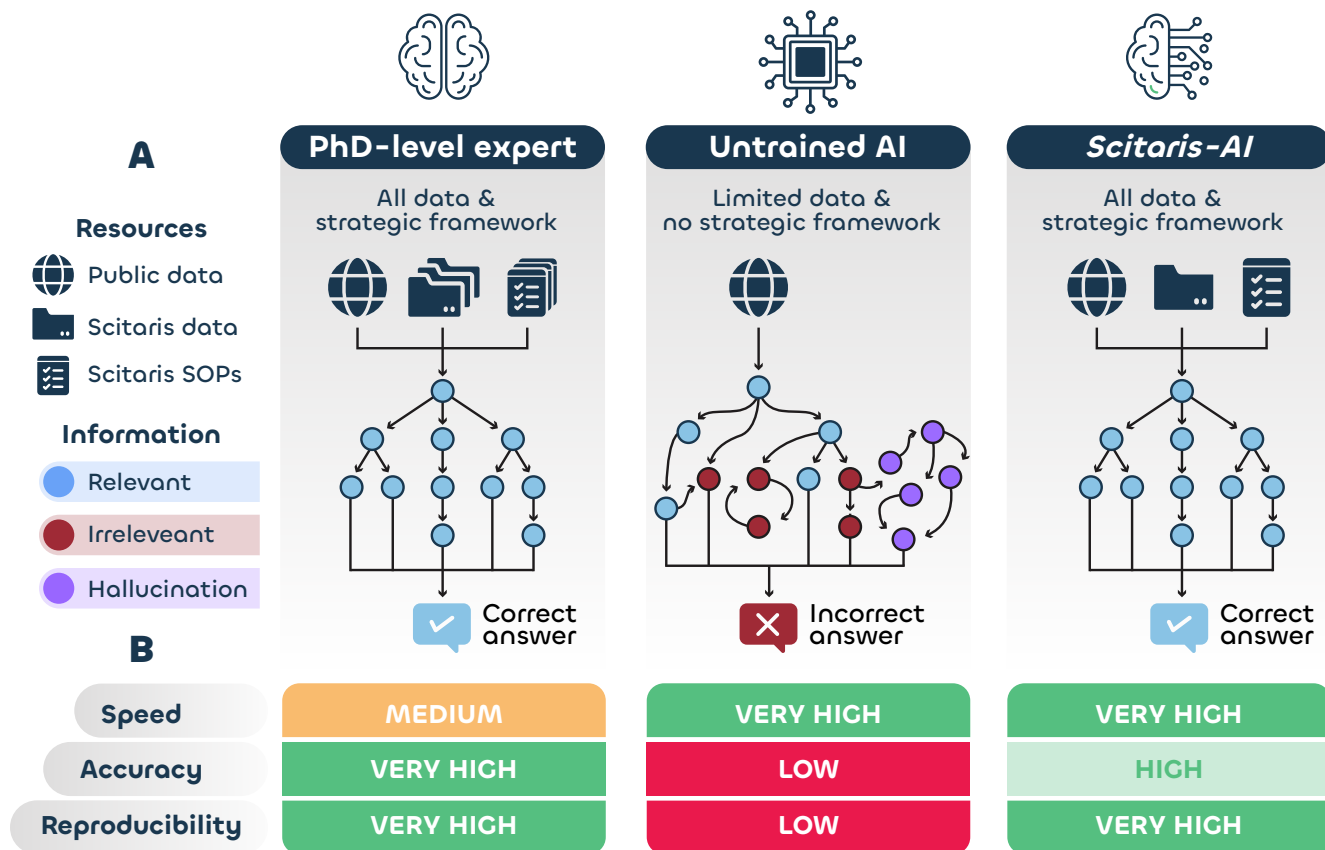 A
Resources
Public data
Scitaris data
Scitaris SOPs
Information
Relevant
Irreleveant
Hallucination
PhD-level expert
All data &
strategic framework
Correct
answer
Untrained AI
Limited data &
no strategic framework
Incorrect
answer
Scitaris-AI
All data &
strategic framework
Correct
answer
B
Speed
MEDIUM
VERY HIGH
VERY HIGH
Accuracy
VERY HIGH
LOW
HIGH
Reproducibility
VERY HIGH
LOW
VERY HIGH